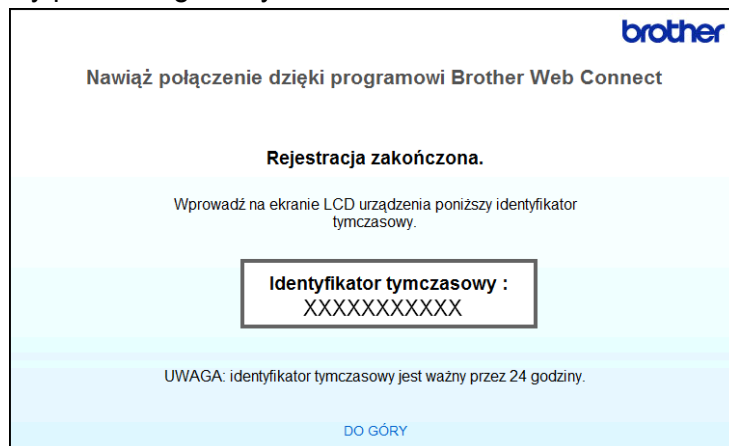 brother
Nawiąż połączenie dzięki programowi Brother Web Connect
Rejestracja zakończona.
Wprowadź na ekranie LCD urządzenia poniższy identyfikator
tymczasowy.
Identyfikator tymczasowy :
XXXXXXXXXXX
UWAGA: identyfikator tymczasowy jest ważny przez 24 godziny.
DO GÓRY